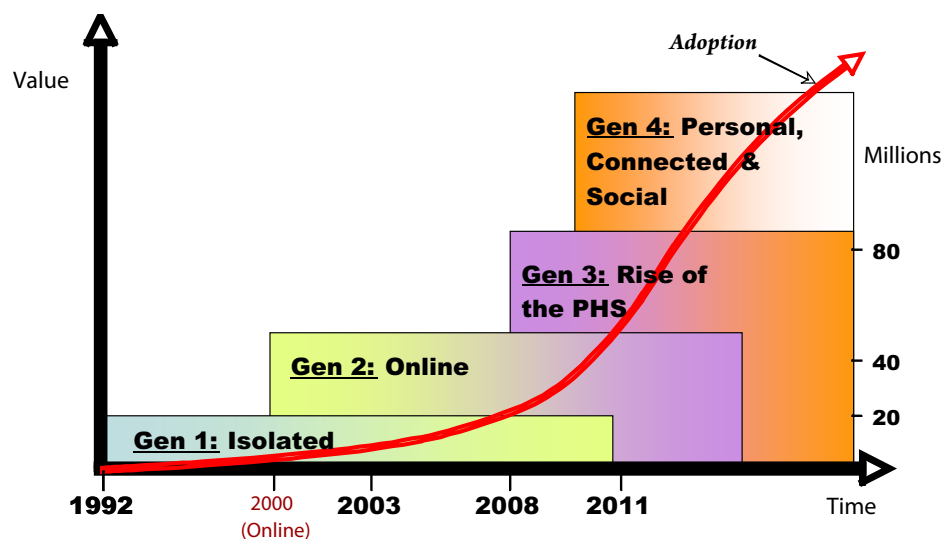 Adoption
Value
Gen 4: Personal,
Connected &
Social
Millions
80
Gen 3: Rise of
the PHS
40
Gen 2: Online
20
Gen 1: Isolated
1992
2000
(Online)
2003
2008
2011
Time